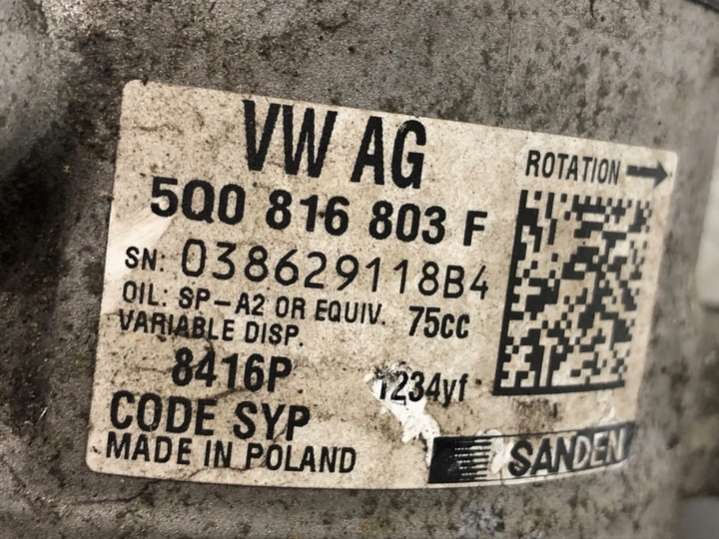 VW AG
5Q0 816 803 F
ROTATION →
SN: 038629118B4
OIL: SP-A2 OR EQUIV. 75cc
VARIABLE DISP.
8416P 1234yf
CODE SYP
MADE IN POLAND
SANDEN